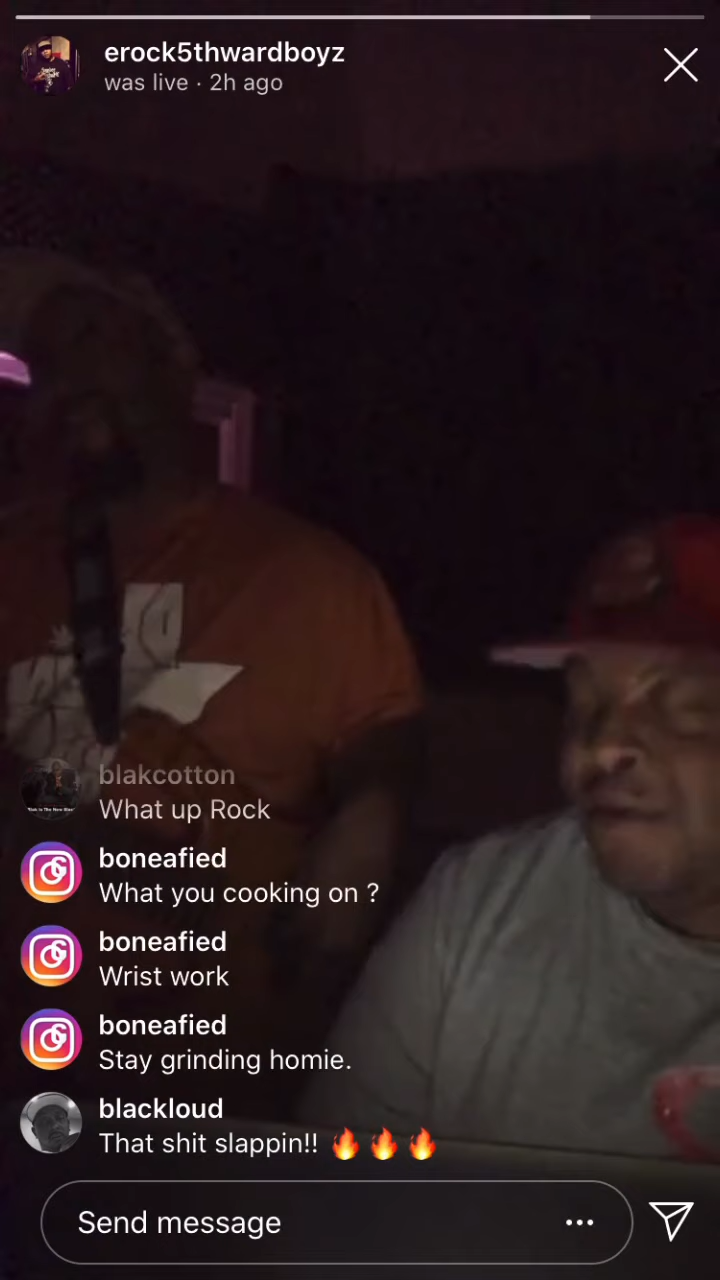 erock5thwardboyz
was live · 2h ago
blakcotton
What up Rock
boneafied
What you cooking on ?
boneafied
Wrist work
boneafied
Stay grinding homie.
blackloud
That shit slappin!! 🔥🔥🔥
Send message